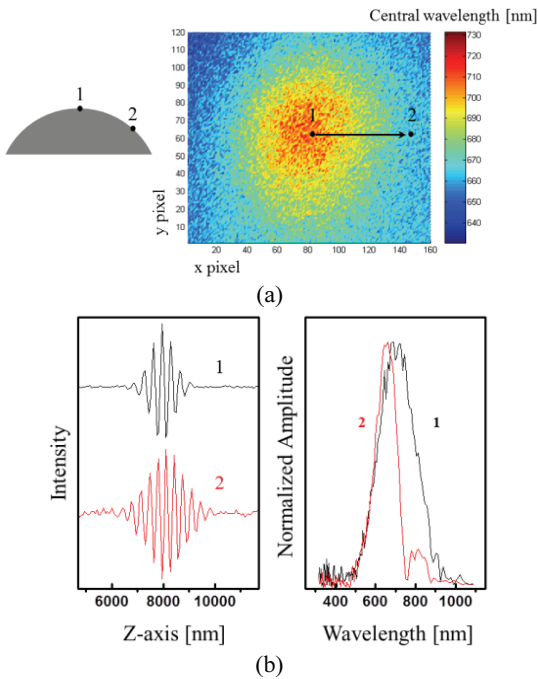 Central wavelength [nm]
1
2
120
110
100
90
80
70
60
50
40
30
20
10
y pixel
20 40 60 80 100 120 140 160
x pixel
1
2
730
720
710
700
690
680
670
660
650
640
(a)
Intensity
1
2
6000 8000 10000
Z-axis [nm]
Normalized Amplitude
2
1
400 600 800 1000
Wavelength [nm]
(b)